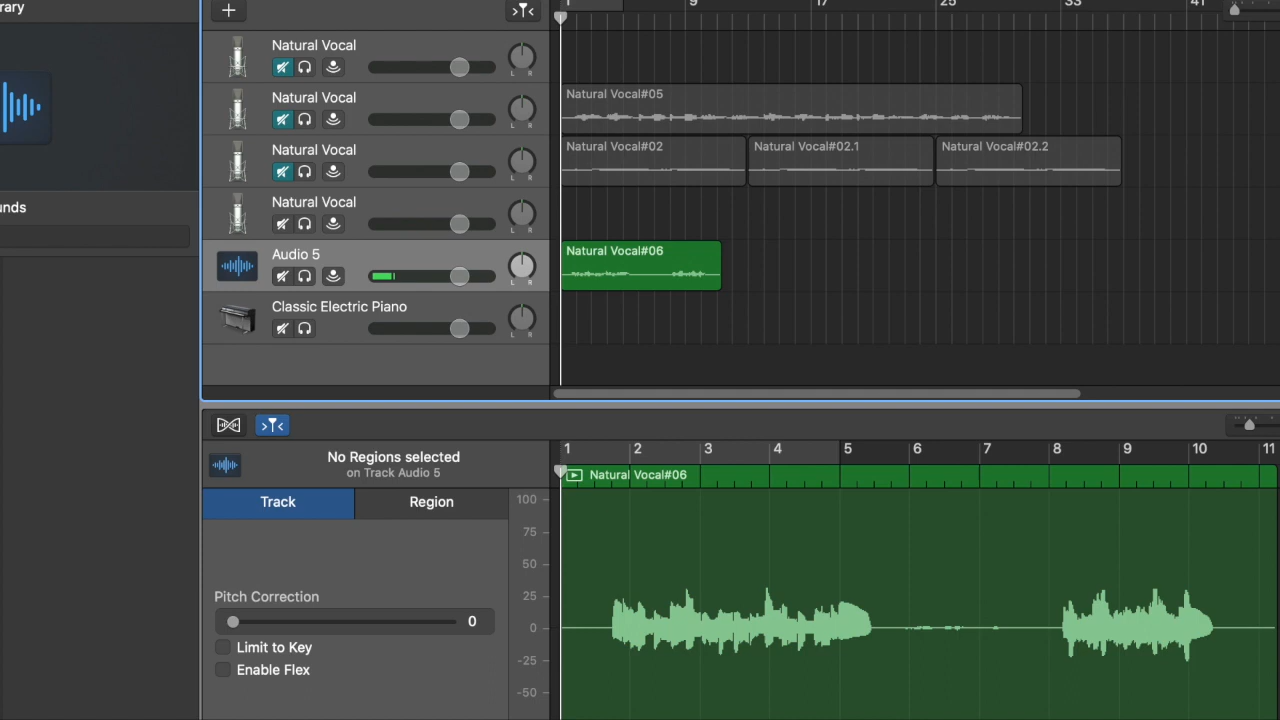 rary
1 9 17 25 33 41
Natural Vocal
L R
Natural Vocal
L R
Natural Vocal#05
Natural Vocal
L R
Natural Vocal#02 Natural Vocal#02.1 Natural Vocal#02.2
unds
Natural Vocal
L R
Audio 5
L R
Natural Vocal#06
Classic Electric Piano
L R
No Regions selected
on Track Audio 5
1 2 3 4 5 6 7 8 9 10 11
Natural Vocal#06
Track Region
100
75
50
25
0
-25
-50
Pitch Correction
0
Limit to Key
Enable Flex